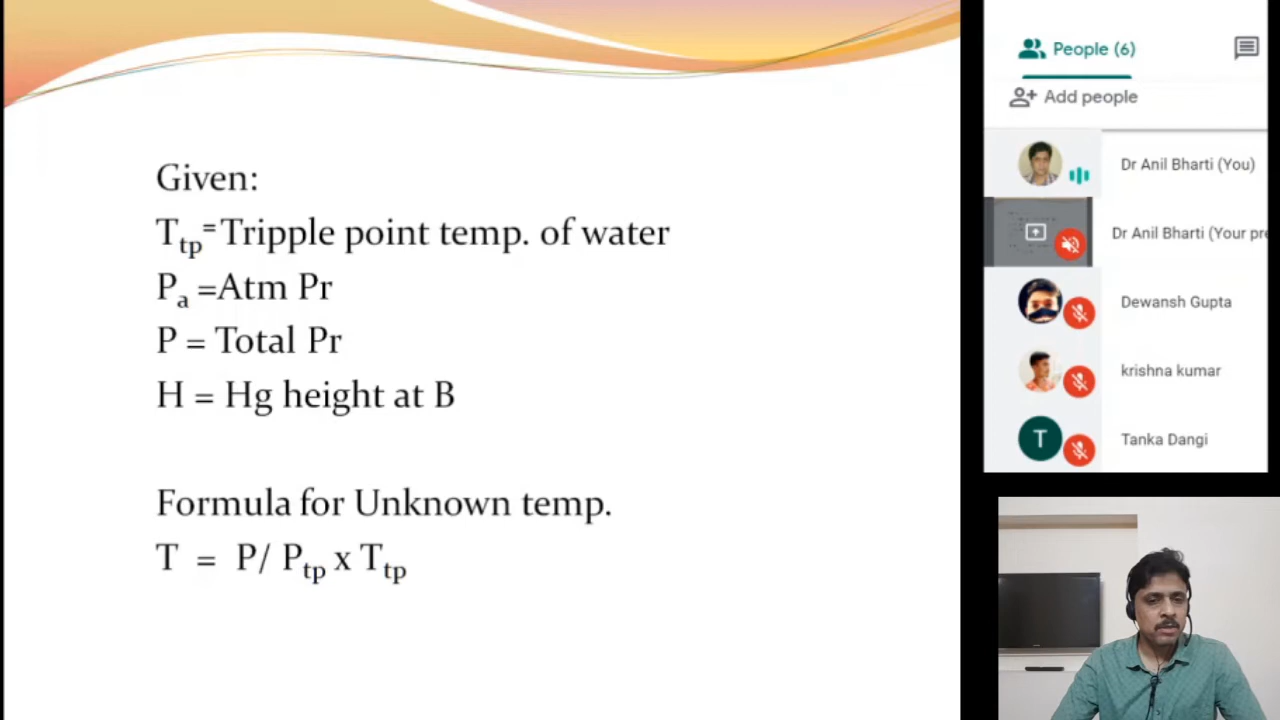 Given:
Ttp=Tripple point temp. of water
Pa =Atm Pr
P = Total Pr
H = Hg height at B
Formula for Unknown temp.
T = P/ Ptp x Ttp
People (6)
Add people
Dr Anil Bharti (You)
Dr Anil Bharti (Your pre
Dewansh Gupta
krishna kumar
T
Tanka Dangi